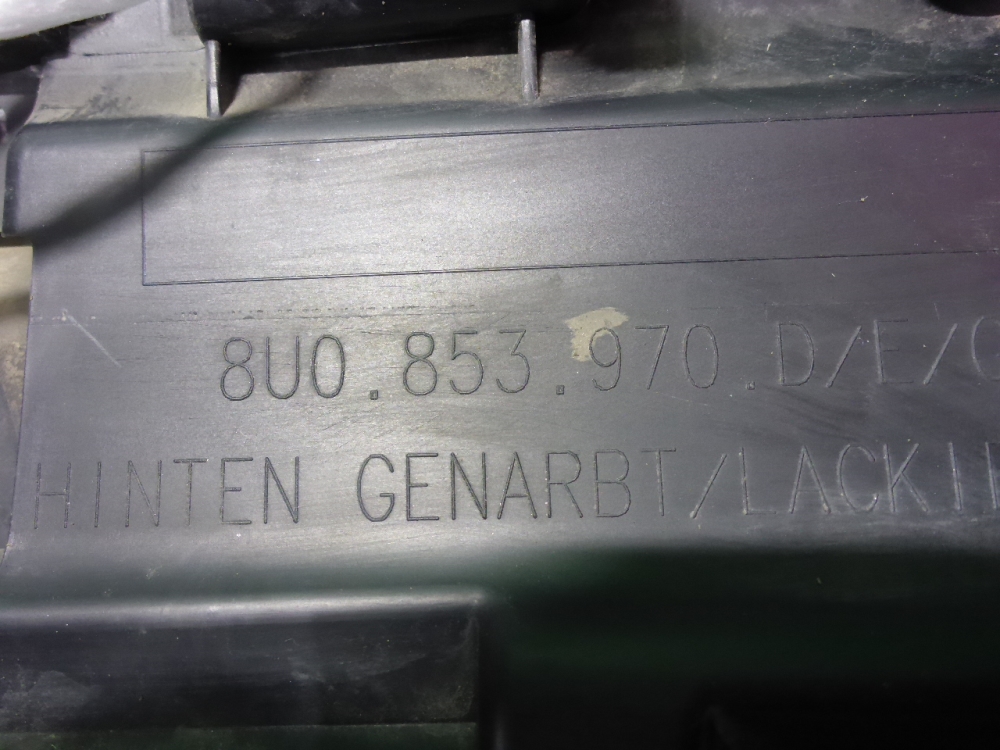 8U0.853.970.D/E/
HINTEN GENARBT/